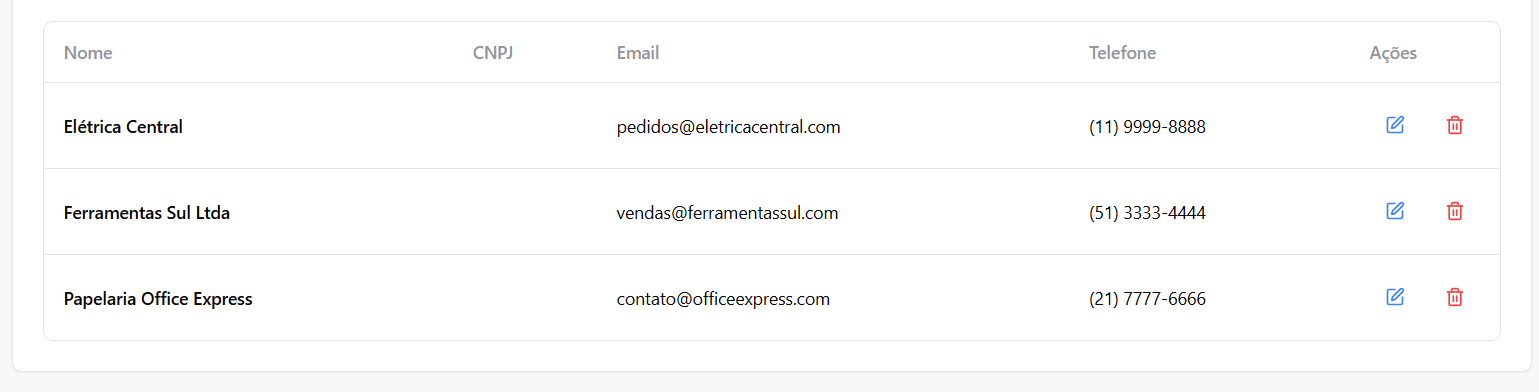 Nome CNPJ Email Telefone Ações
Elétrica Central pedidos@eletricacentral.com (11) 9999-8888
Ferramentas Sul Ltda vendas@ferramentassul.com (51) 3333-4444
Papelaria Office Express contato@officeexpress.com (21) 7777-6666